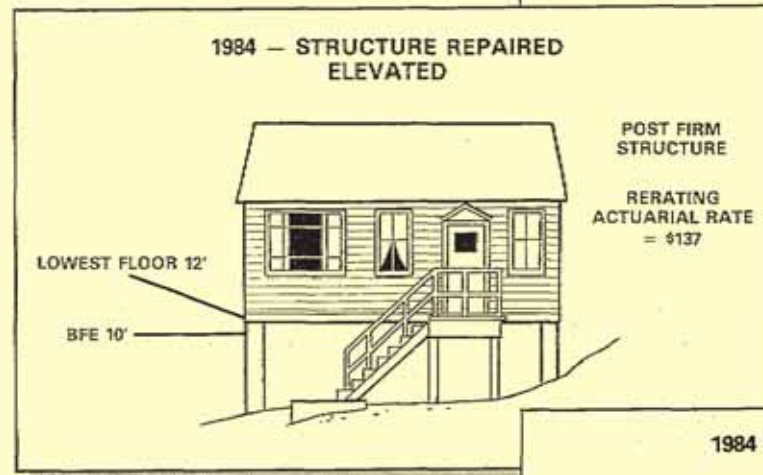 1984 — STRUCTURE REPAIRED
ELEVATED
POST FIRM
STRUCTURE
RERATING
ACTUARIAL RATE
= $137
LOWEST FLOOR 12'
BFE 10'
1984